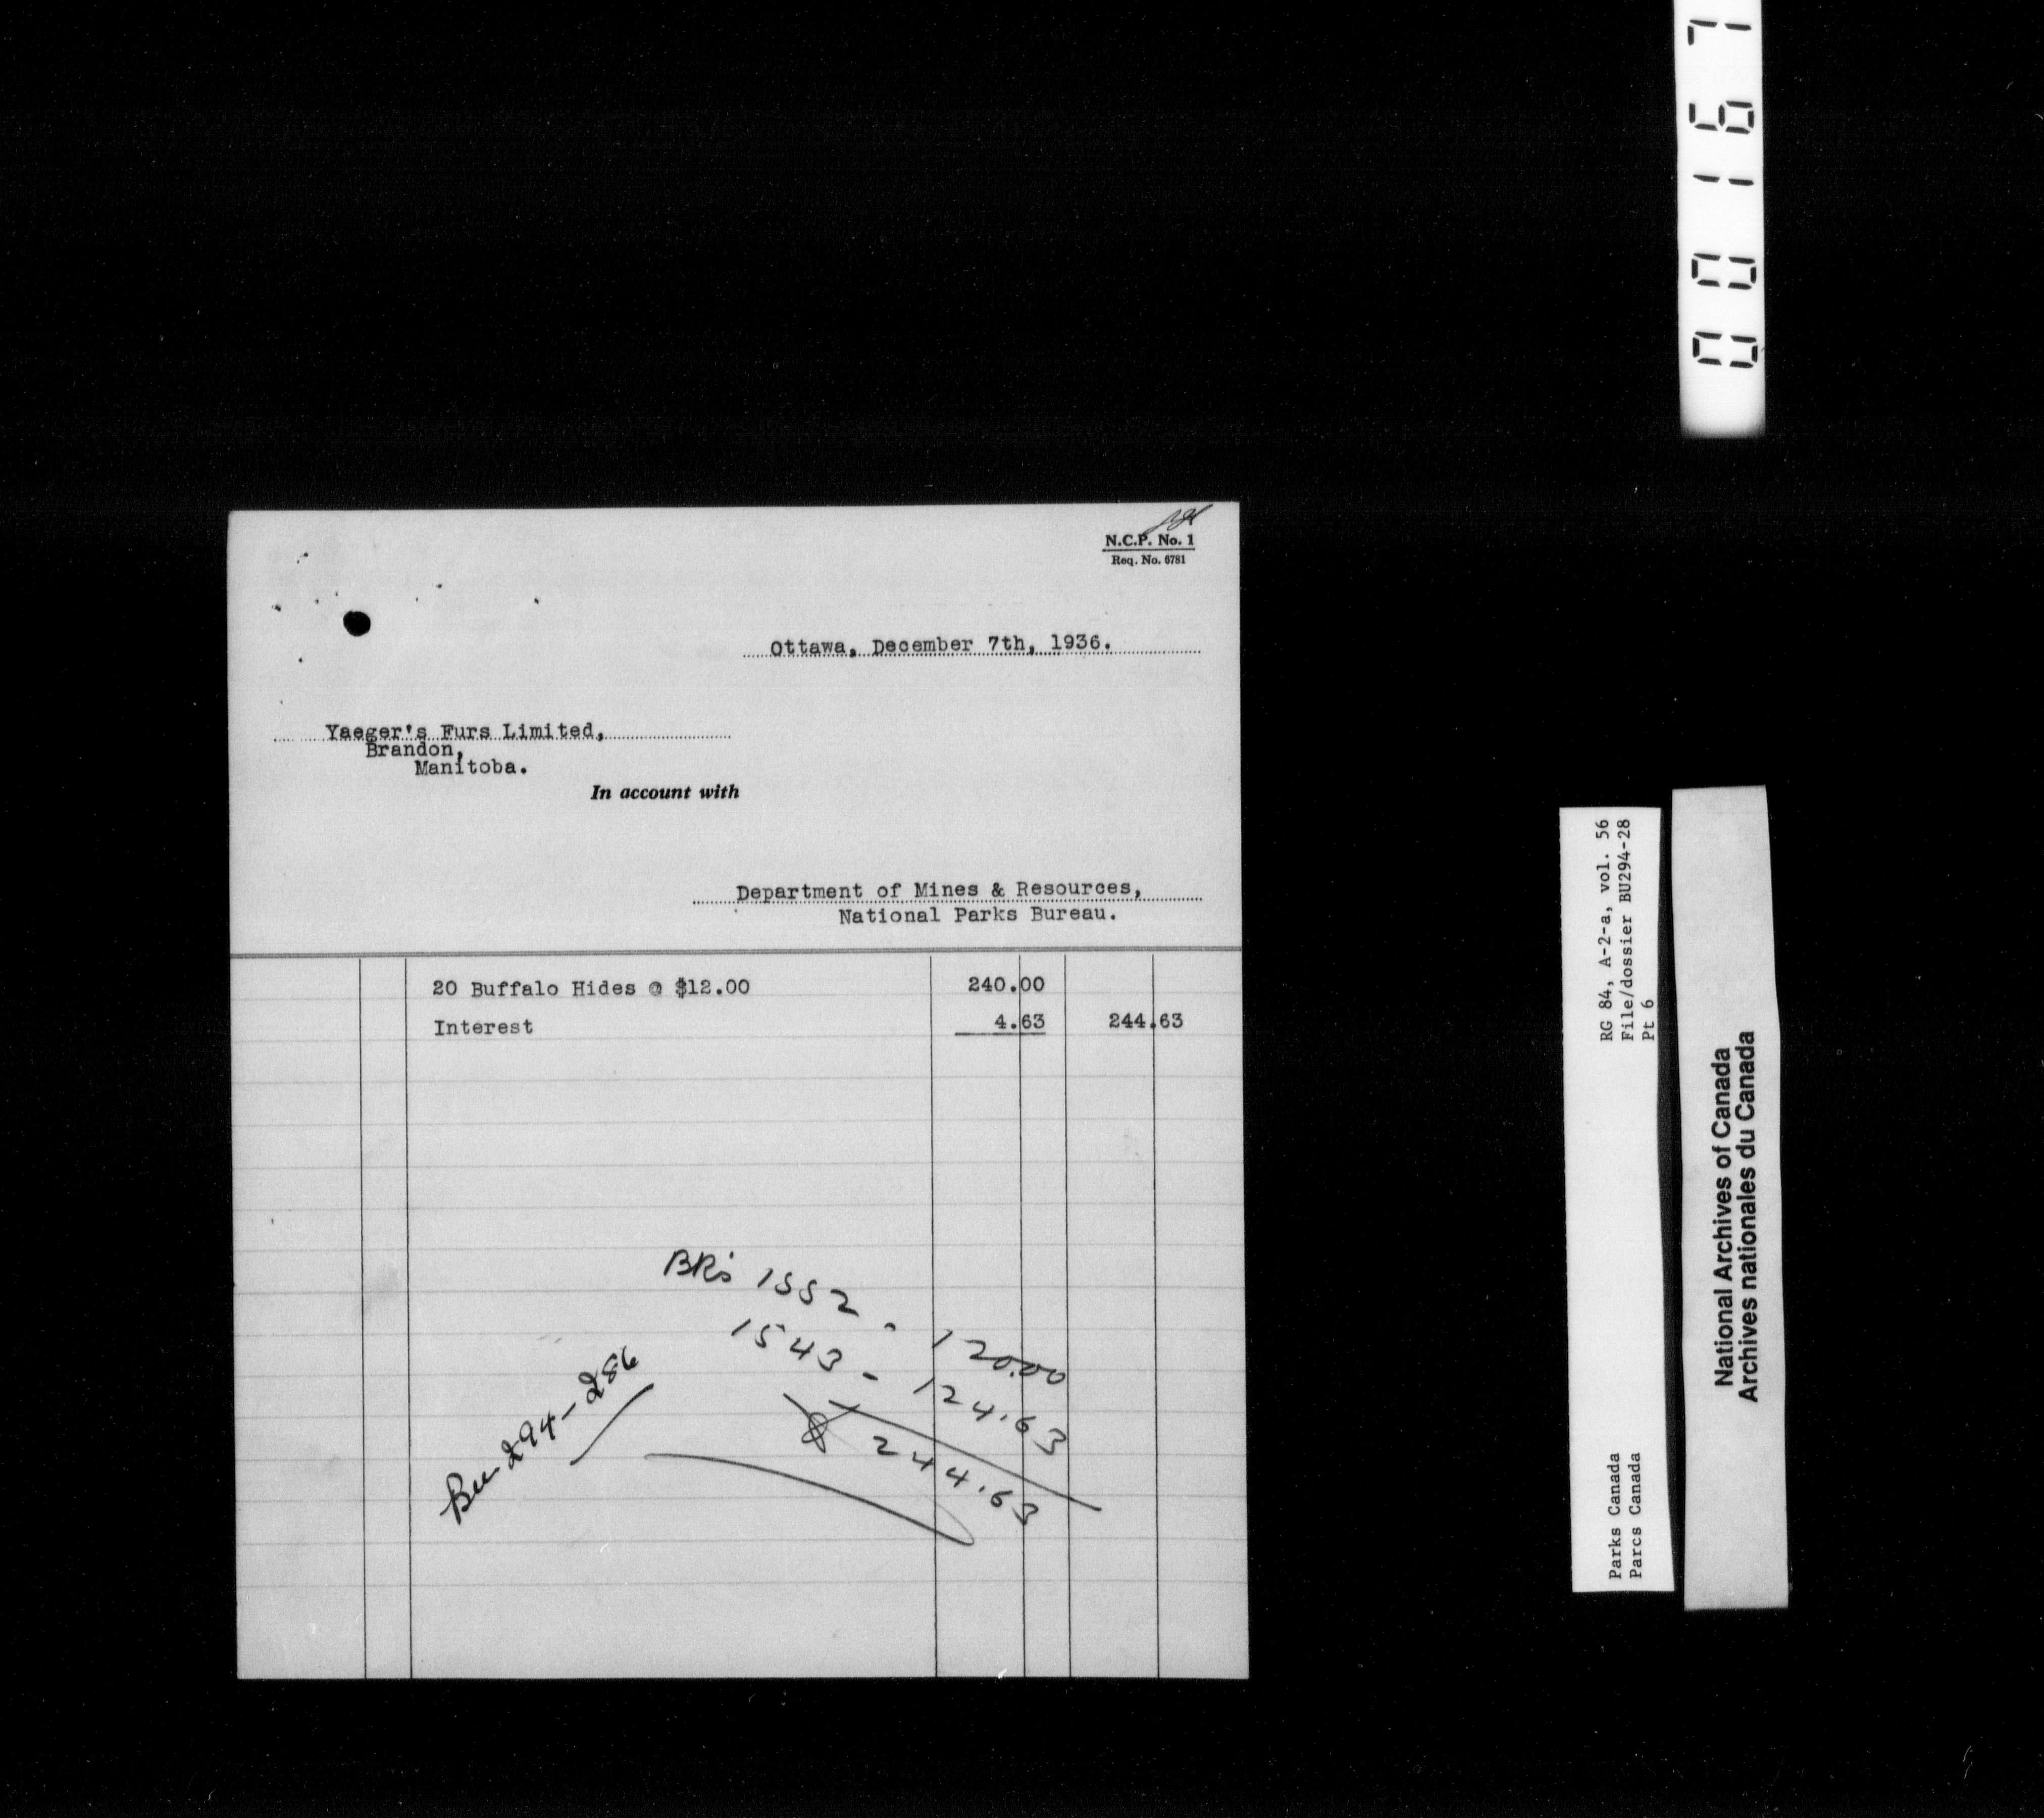 N.C.P. No. 1
Req. No. 6781
Ottawa, December 7th, 1936.
Yaeger's Furs Limited,
Brandon,
Manitoba.
In account with
Department of Mines & Resources,
National Parks Bureau.
20 Buffalo Hides @ $12.00 240.00
Interest 4.63 244.63
BRs 1552 - 120.00
1543 - 124.63
244.63
Bu-294-286
00167
RG 84, A-2-a, vol. 56
File/dossier BU294-28
Pt 6
Parks Canada
Parcs Canada
National Archives of Canada
Archives nationales du Canada